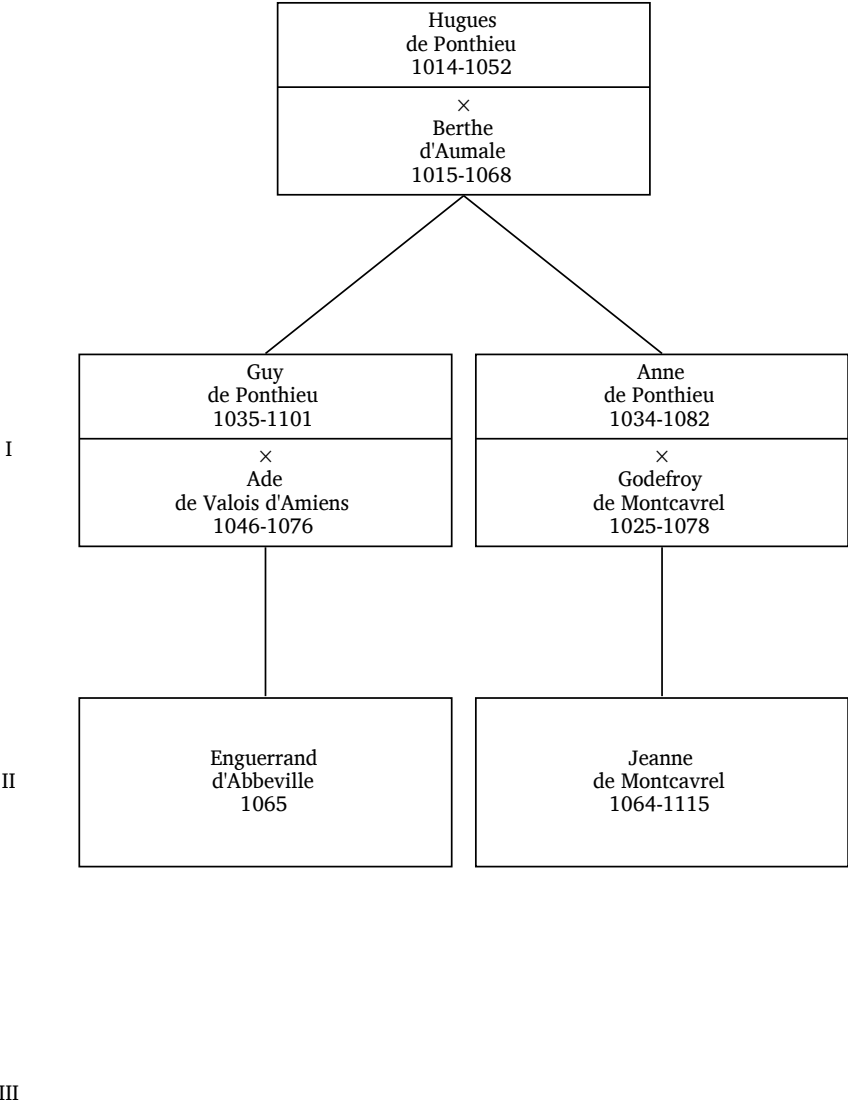 Hugues
de Ponthieu
1014-1052
×
Berthe
d'Aumale
1015-1068
I
Guy
de Ponthieu
1035-1101
×
Ade
de Valois d'Amiens
1046-1076
Anne
de Ponthieu
1034-1082
×
Godefroy
de Montcavrel
1025-1078
II
Enguerrand
d'Abbeville
1065
Jeanne
de Montcavrel
1064-1115
III